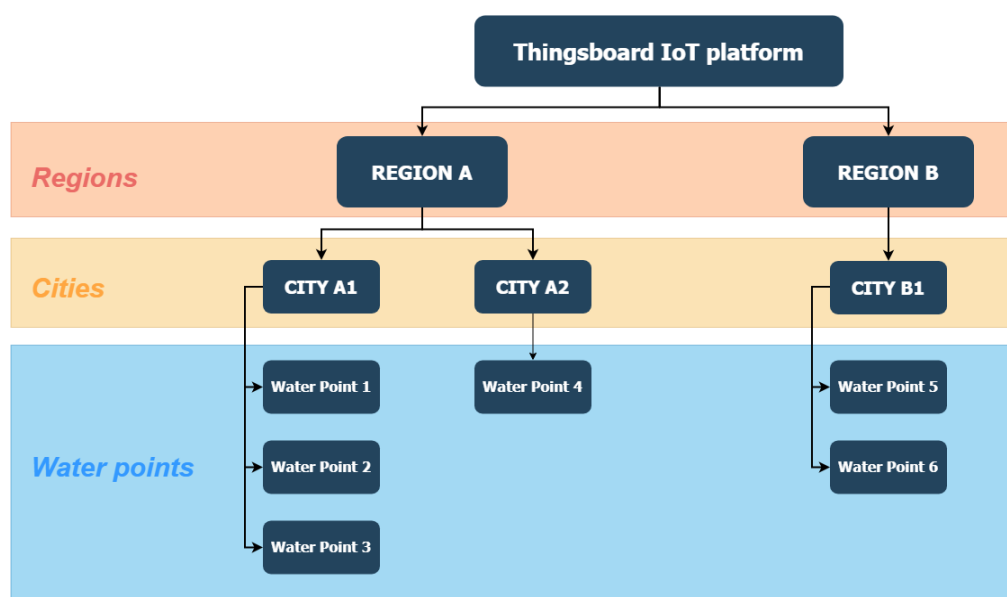 Thingsboard IoT platform
Regions
REGION A
REGION B
Cities
CITY A1
CITY A2
CITY B1
Water points
Water Point 1
Water Point 4
Water Point 5
Water Point 2
Water Point 6
Water Point 3